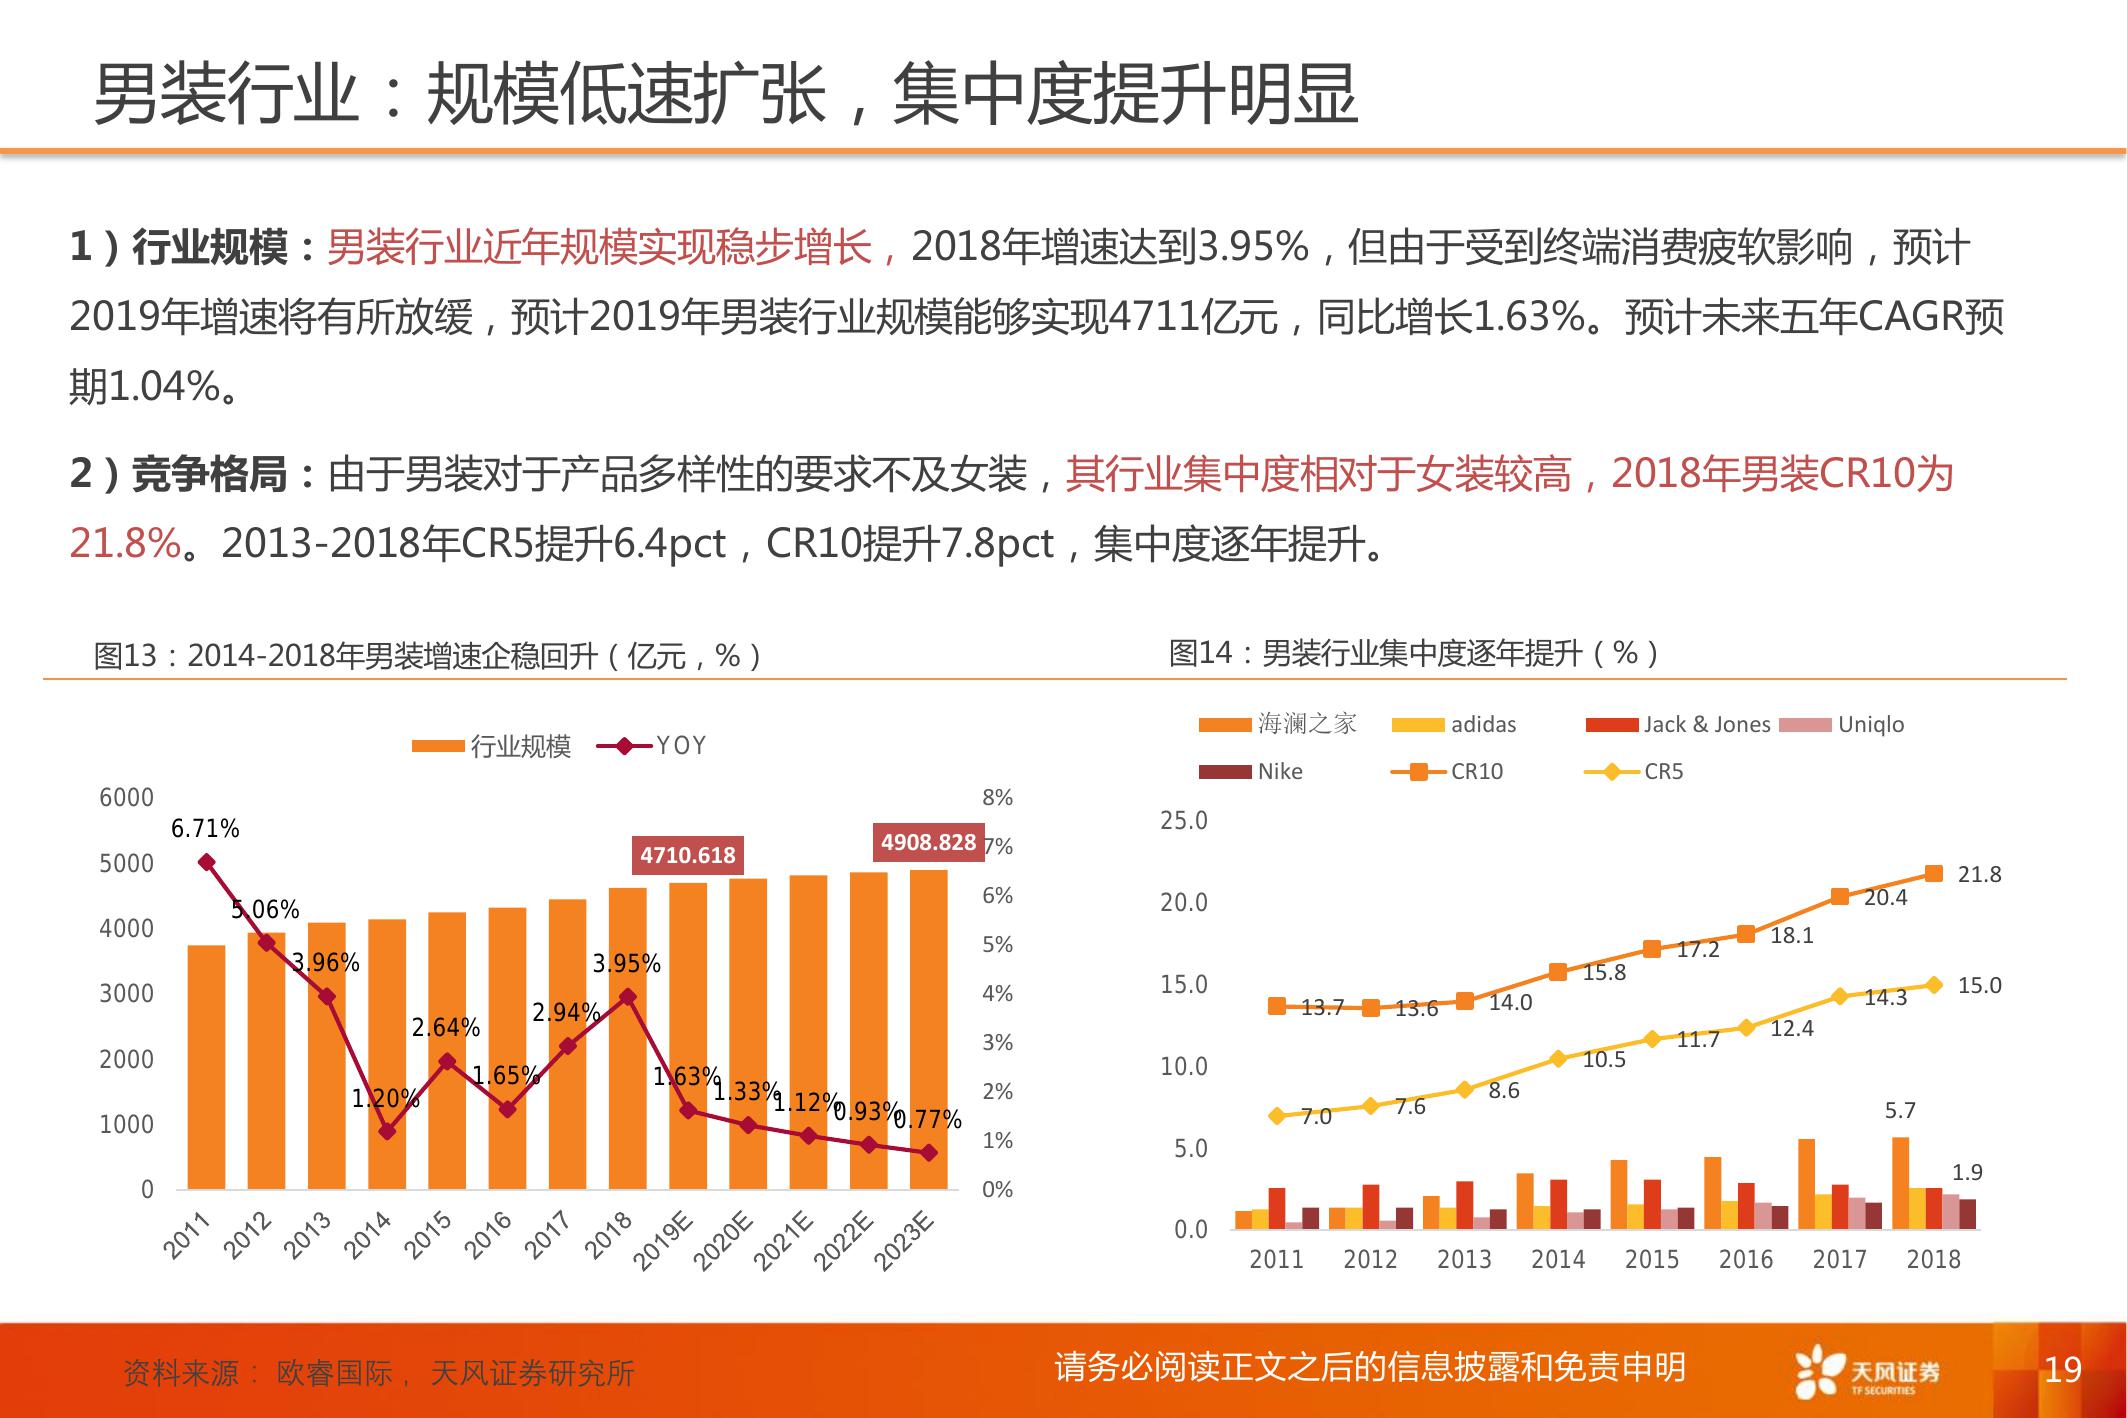 男装行业：规模低速扩张，集中度提升明显
1）行业规模：男装行业近年规模实现稳步增长，2018年增速达到3.95%，但由于受到终端消费疲软影响，预计
2019年增速将有所放缓，预计2019年男装行业规模能够实现4711亿元，同比增长1.63%。预计未来五年CAGR预
期1.04%。
2）竞争格局：由于男装对于产品多样性的要求不及女装，其行业集中度相对于女装较高，2018年男装CR10为
21.8%。2013-2018年CR5提升6.4pct，CR10提升7.8pct，集中度逐年提升。
图13：2014-2018年男装增速企稳回升（亿元，%）
行业规模 YOY
6000
5000
4000
3000
2000
1000
0
8%
7%
6%
5%
4%
3%
2%
1%
0%
6.71%
5.06%
3.96%
1.20%
2.64%
1.65%
2.94%
3.95%
1.63%
1.33%
1.12%
0.93%
0.77%
4710.618
4908.828
2011 2012 2013 2014 2015 2016 2017 2018 2019E 2020E 2021E 2022E 2023E
图14：男装行业集中度逐年提升（%）
海澜之家 adidas Jack & Jones Uniqlo
Nike CR10 CR5
25.0
20.0
15.0
10.0
5.0
0.0
13.7 13.6 14.0 15.8 17.2 18.1 20.4 21.8
7.0 7.6 8.6 10.5 11.7 12.4 14.3 15.0
5.7
1.9
2011 2012 2013 2014 2015 2016 2017 2018
资料来源：欧睿国际，天风证券研究所
请务必阅读正文之后的信息披露和免责申明
天风证券
TF SECURITIES
19